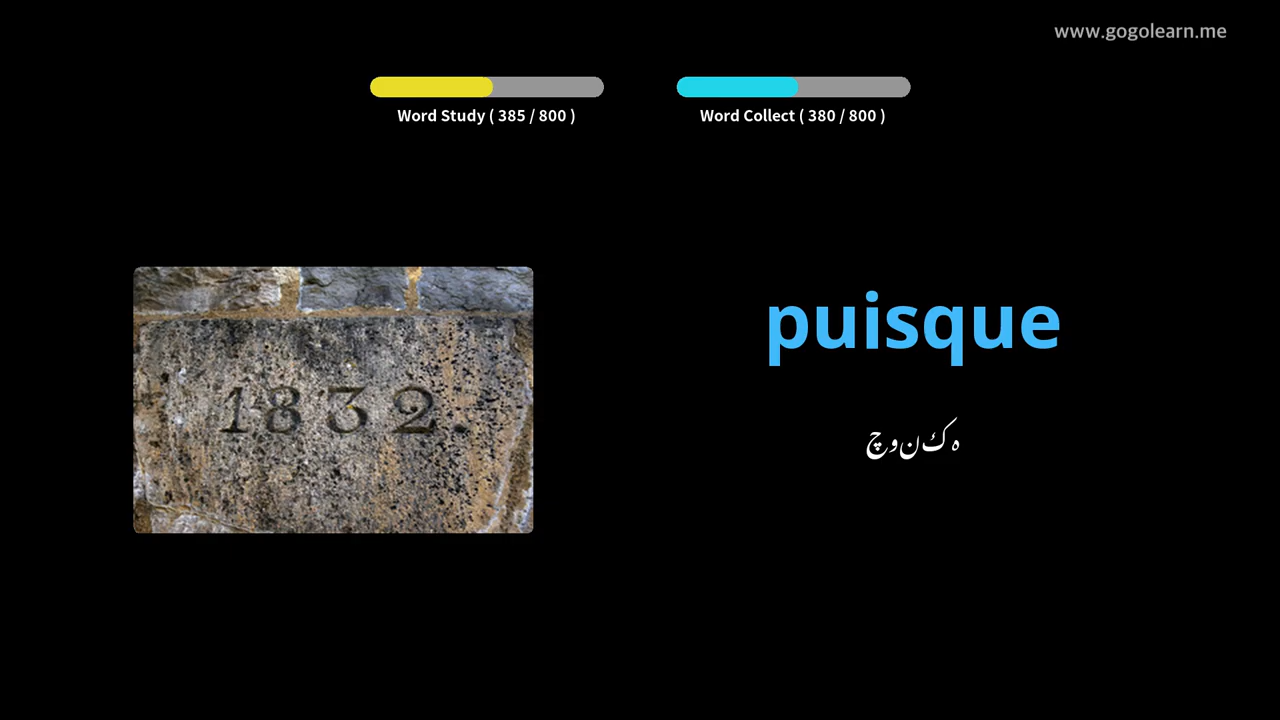 www.gogolearn.me
Word Study ( 385 / 800 )
Word Collect ( 380 / 800 )
puisque
چونکہ
1832.